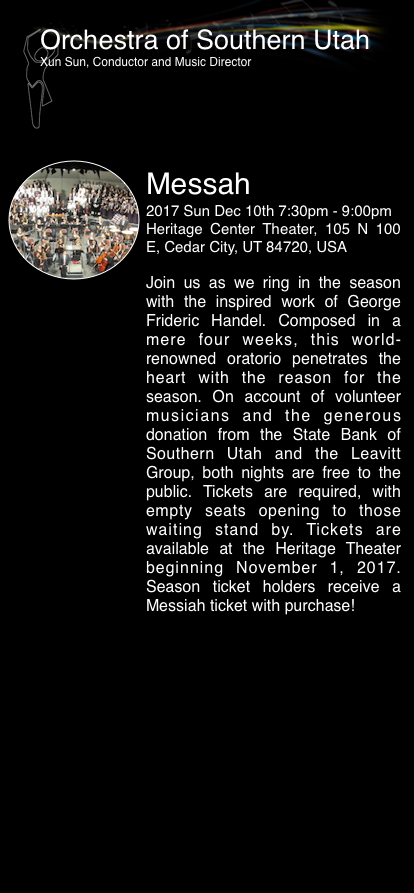 Orchestra of Southern Utah
Xun Sun, Conductor and Music Director
Messah
2017 Sun Dec 10th 7:30pm - 9:00pm
Heritage Center Theater, 105 N 100
E, Cedar City, UT 84720, USA
Join us as we ring in the season
with the inspired work of George
Frideric Handel. Composed in a
mere four weeks, this world-
renowned oratorio penetrates the
heart with the reason for the
season. On account of volunteer
musicians and the generous
donation from the State Bank of
Southern Utah and the Leavitt
Group, both nights are free to the
public. Tickets are required, with
empty seats opening to those
waiting stand by. Tickets are
available at the Heritage Theater
beginning November 1, 2017.
Season ticket holders receive a
Messiah ticket with purchase!